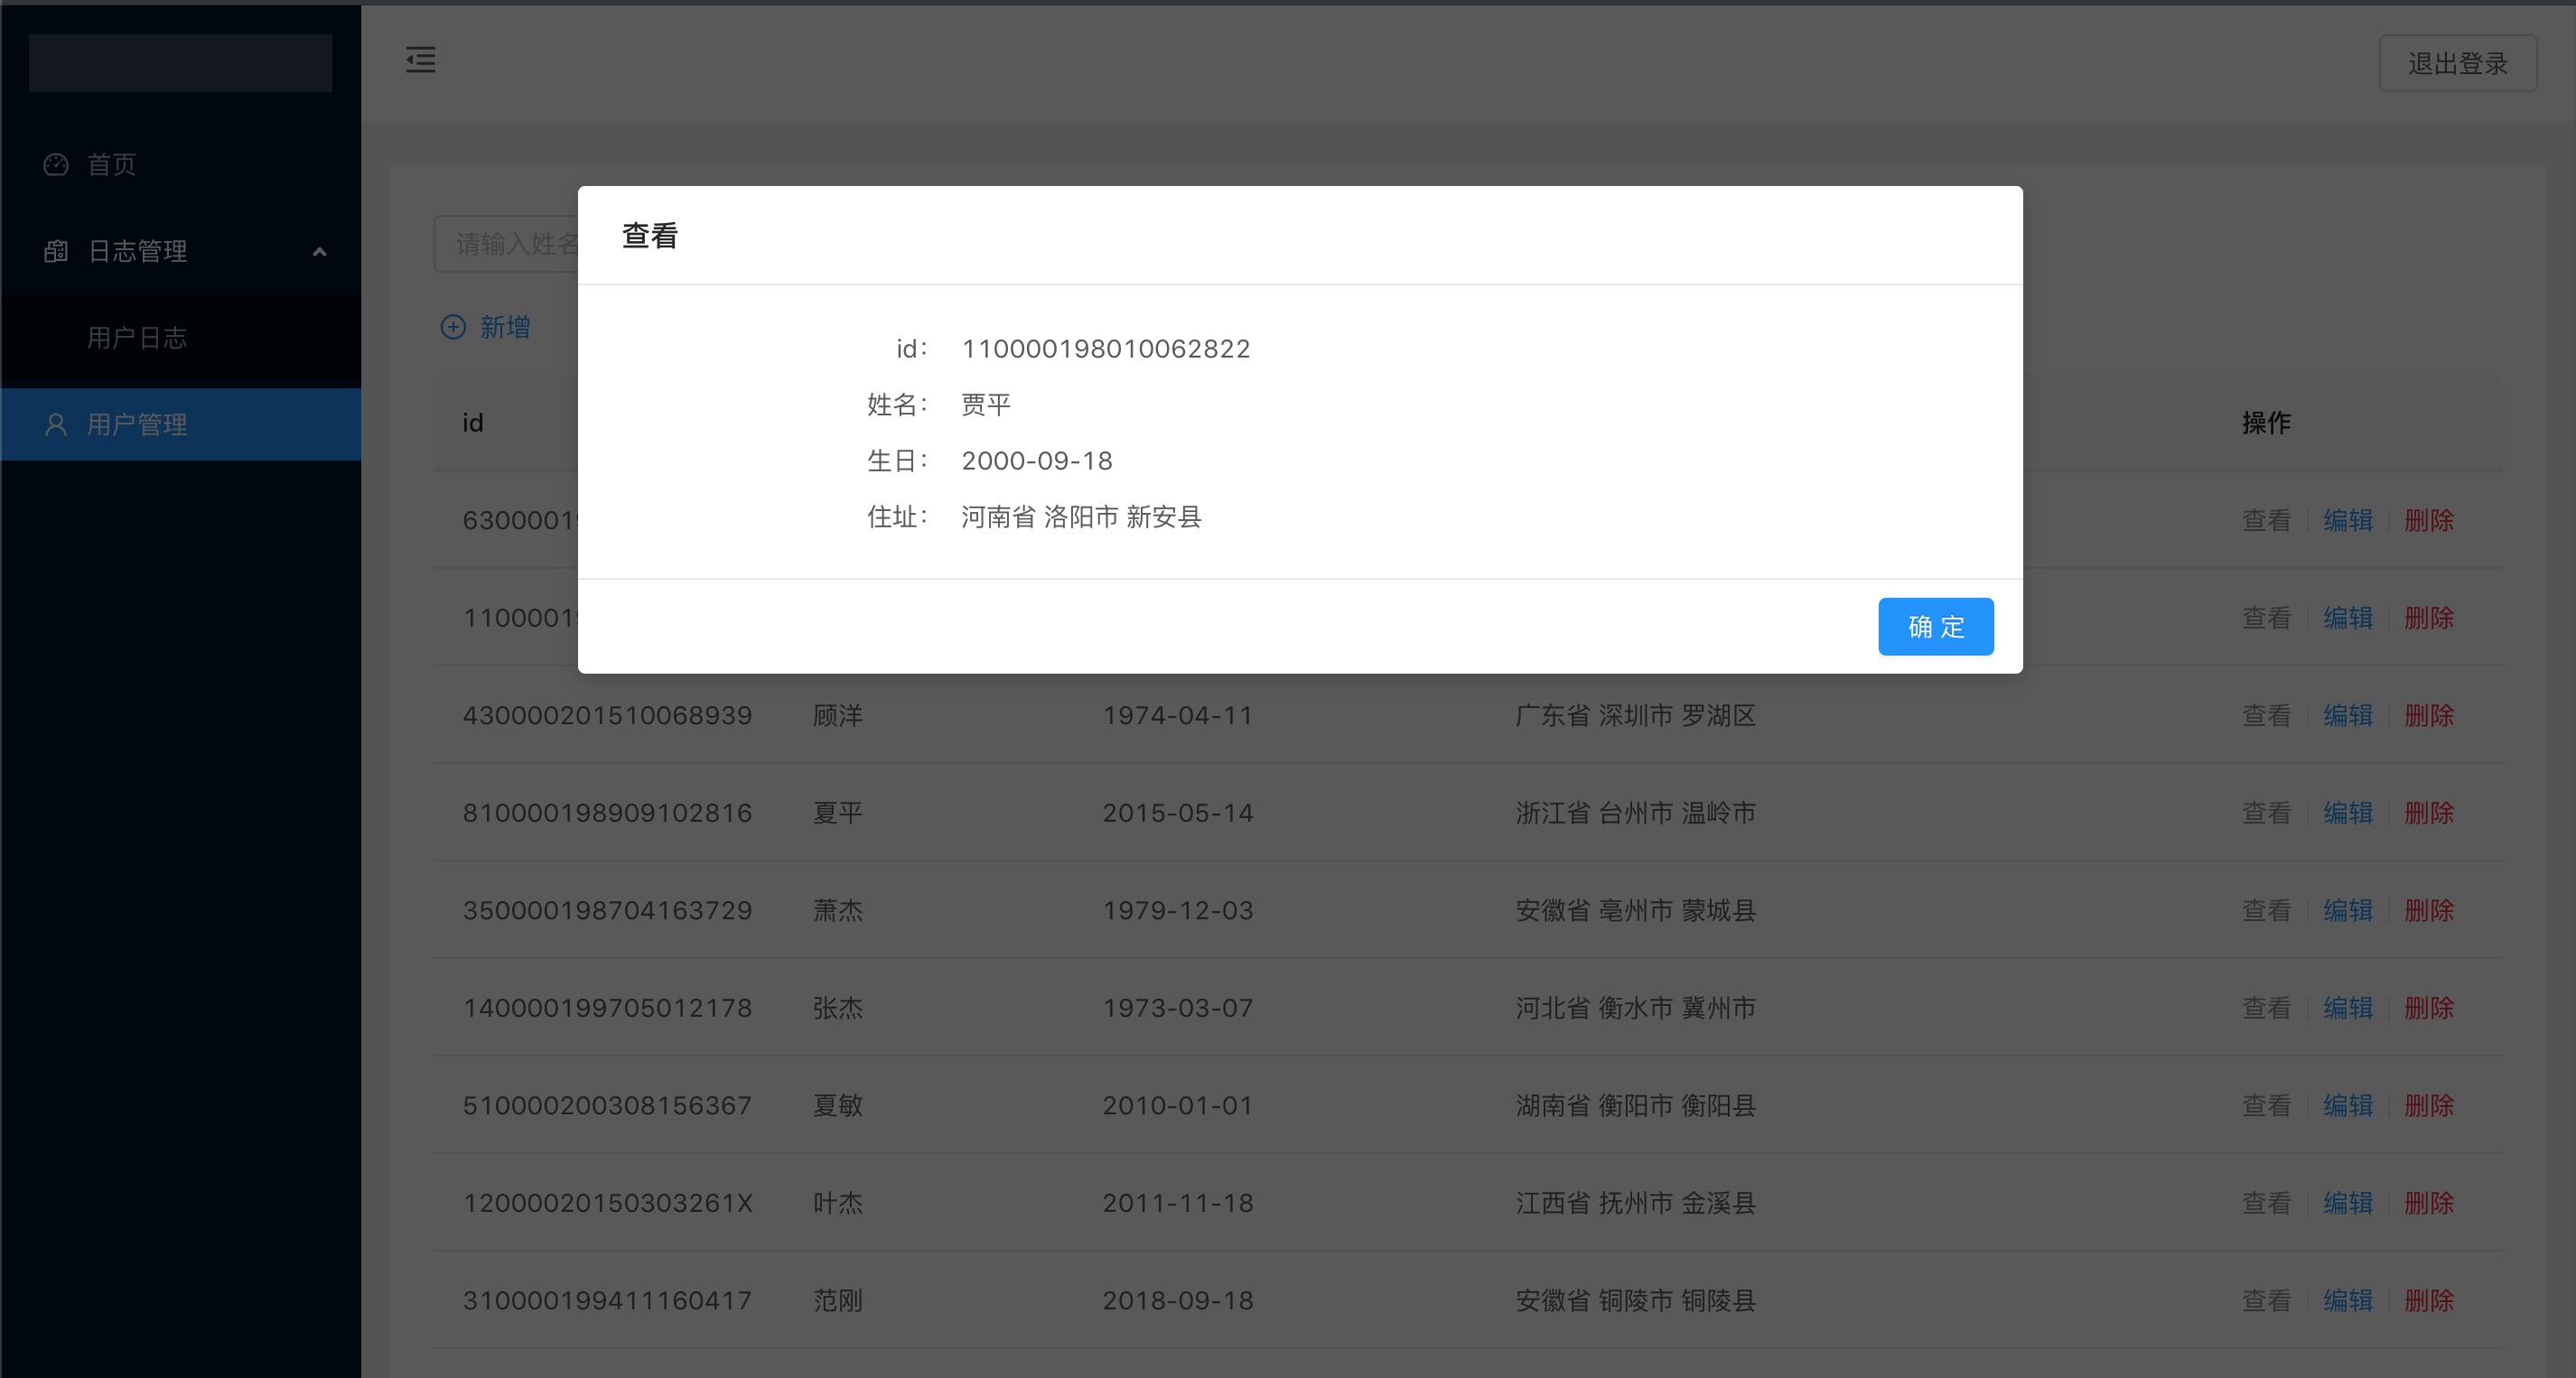 退出登录
首页
日志管理
用户日志
用户管理
请输入姓名
新增
查看
id： 110000198010062822
姓名： 贾平
生日： 2000-09-18
住址： 河南省 洛阳市 新安县
确 定
id 操作
6300001 查看 编辑 删除
1100001 查看 编辑 删除
430000201510068939 顾洋 1974-04-11 广东省 深圳市 罗湖区 查看 编辑 删除
810000198909102816 夏平 2015-05-14 浙江省 台州市 温岭市 查看 编辑 删除
350000198704163729 萧杰 1979-12-03 安徽省 亳州市 蒙城县 查看 编辑 删除
140000199705012178 张杰 1973-03-07 河北省 衡水市 冀州市 查看 编辑 删除
510000200308156367 夏敏 2010-01-01 湖南省 衡阳市 衡阳县 查看 编辑 删除
12000020150303261X 叶杰 2011-11-18 江西省 抚州市 金溪县 查看 编辑 删除
310000199411160417 范刚 2018-09-18 安徽省 铜陵市 铜陵县 查看 编辑 删除